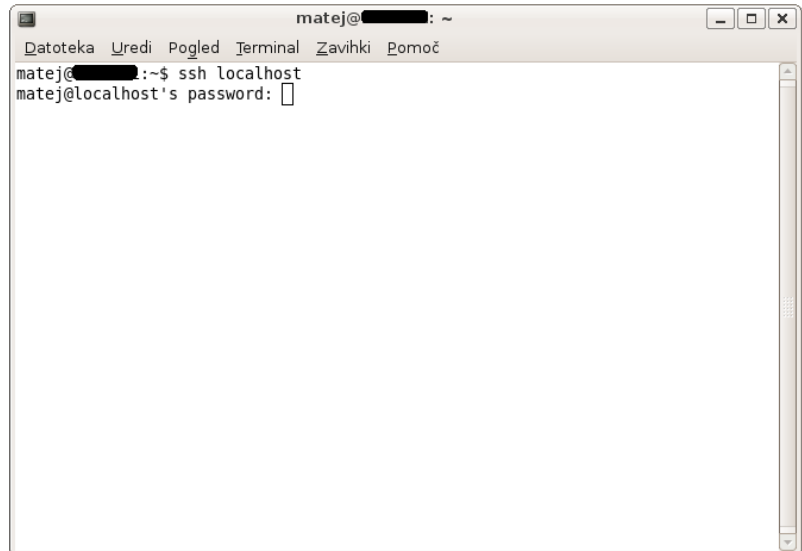 matej@: ~
Datoteka Uredi Pogled Terminal Zavihki Pomoč
matej@:~$ ssh localhost
matej@localhost's password: